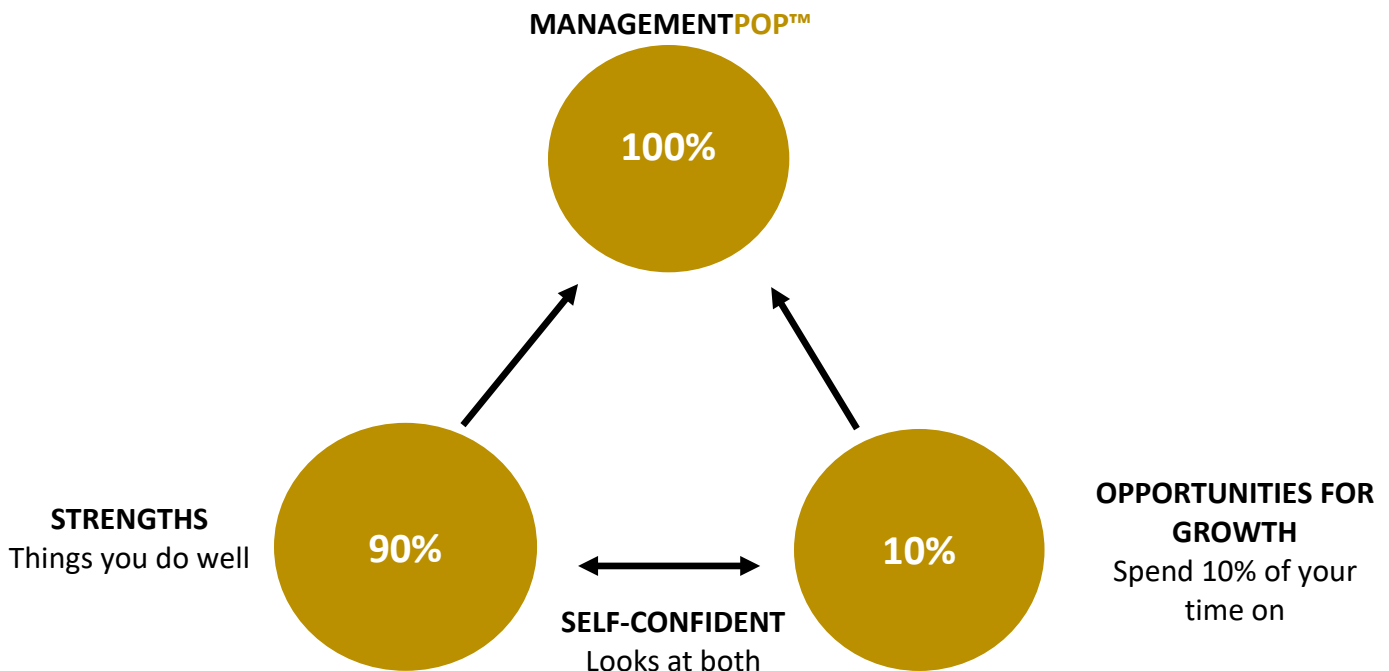 MANAGEMENTPOP™
100%
STRENGTHS
Things you do well
90%
SELF-CONFIDENT
Looks at both
10%
OPPORTUNITIES FOR
GROWTH
Spend 10% of your
time on